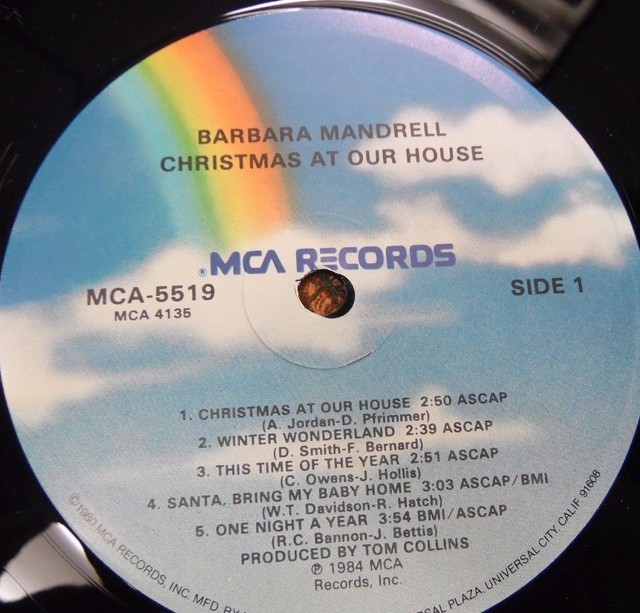 BARBARA MANDRELL
CHRISTMAS AT OUR HOUSE
®MCA RECORDS
MCA-5519
MCA 4135
SIDE 1
1. CHRISTMAS AT OUR HOUSE 2:50 ASCAP
(A. Jordan-D. Pfrimmer)
2. WINTER WONDERLAND 2:39 ASCAP
(D. Smith-F. Bernard)
3. THIS TIME OF THE YEAR 2:51 ASCAP
(C. Owens-J. Hollis)
4. SANTA, BRING MY BABY HOME 3:03 ASCAP/BMI
(W.T. Davidson-R. Hatch)
5. ONE NIGHT A YEAR 3:54 BMI/ASCAP
(R.C. Bannon-J. Bettis)
PRODUCED BY TOM COLLINS
℗ 1984 MCA
Records, Inc.
©1980 MCA RECORDS, INC. MFD. BY
PLAZA, UNIVERSAL CITY, CALIF. 91608